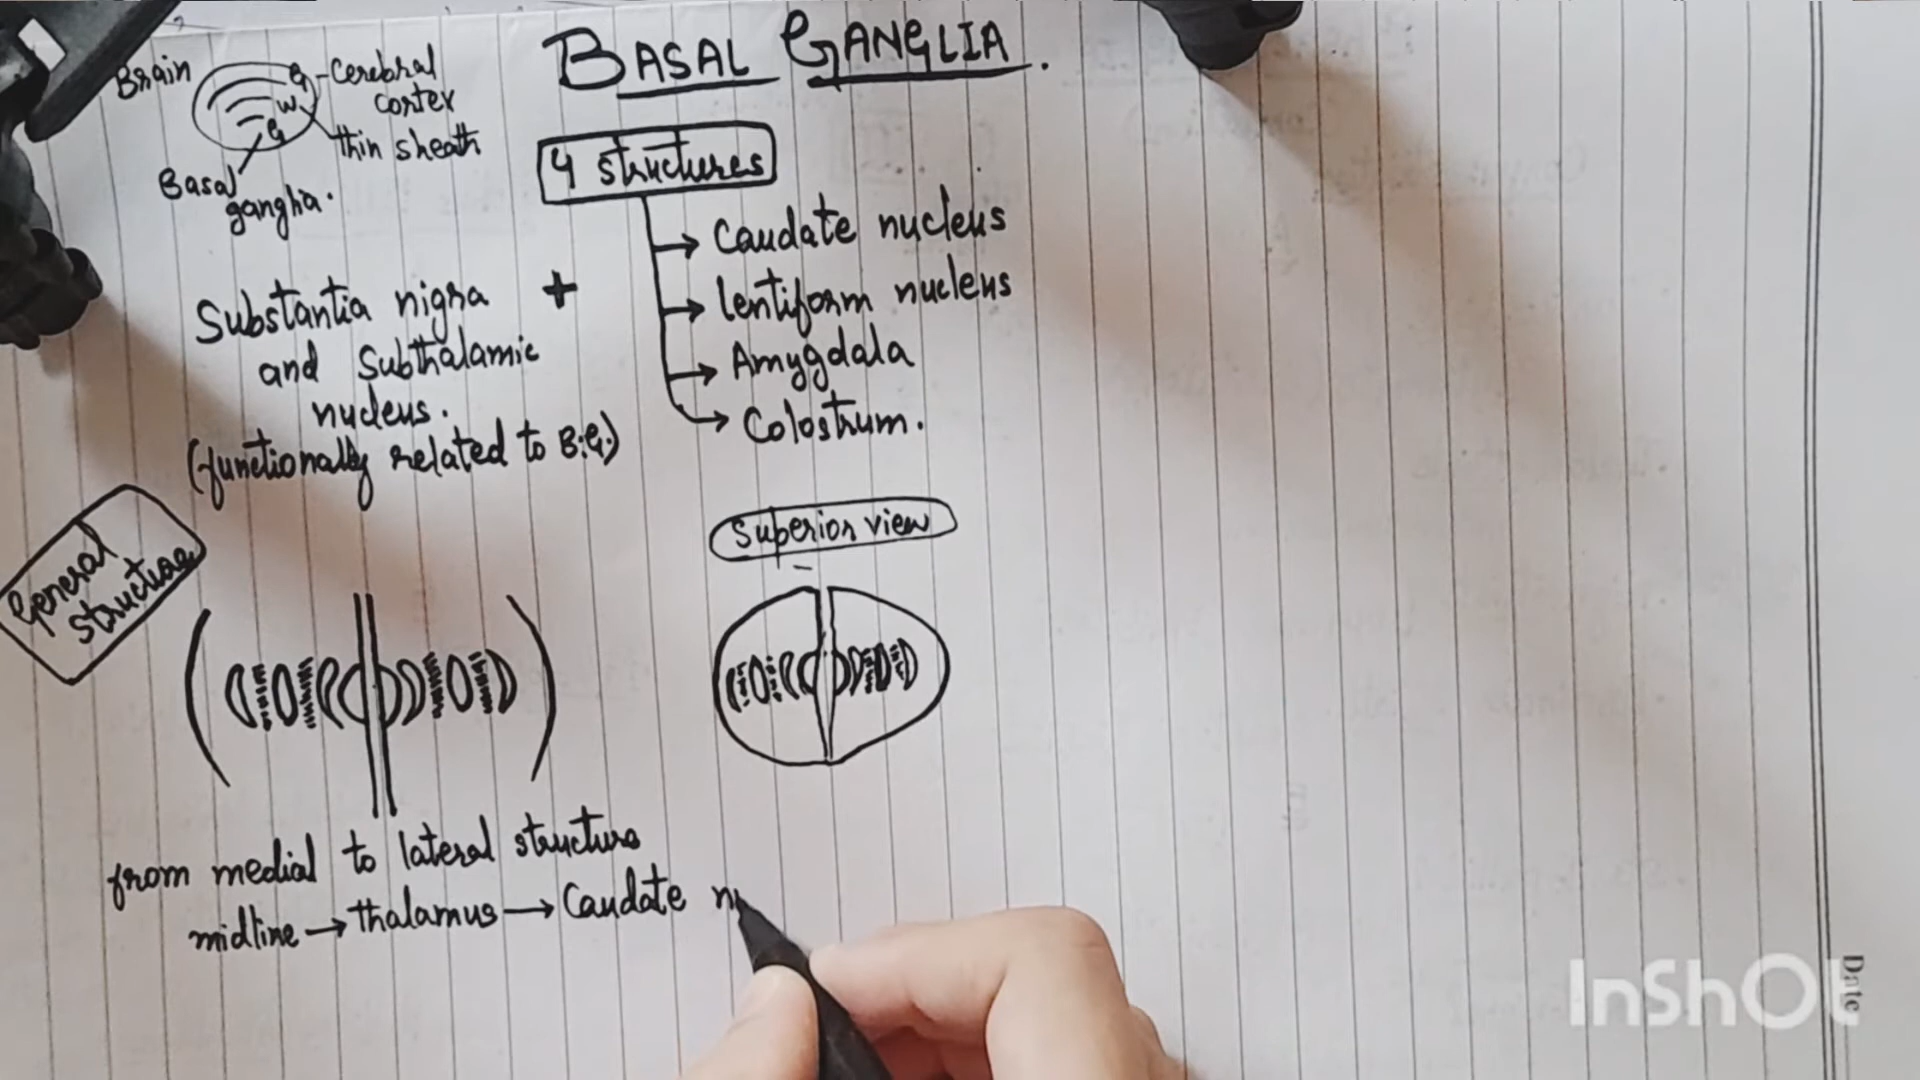 BASAL GANGLIA.
Brain
G - cerebral
cortex
W
thin sheath
G
Basal
ganglia.
4 structures
Caudate nucleus
lentiform nucleus
Amygdala
Colostrum.
Substantia nigra +
and Subthalamic
nucleus.
(functionally related to B.G.)
General
structure
Superior view
from medial to lateral structure
midline → thalamus → Caudate n
InShOt
Date